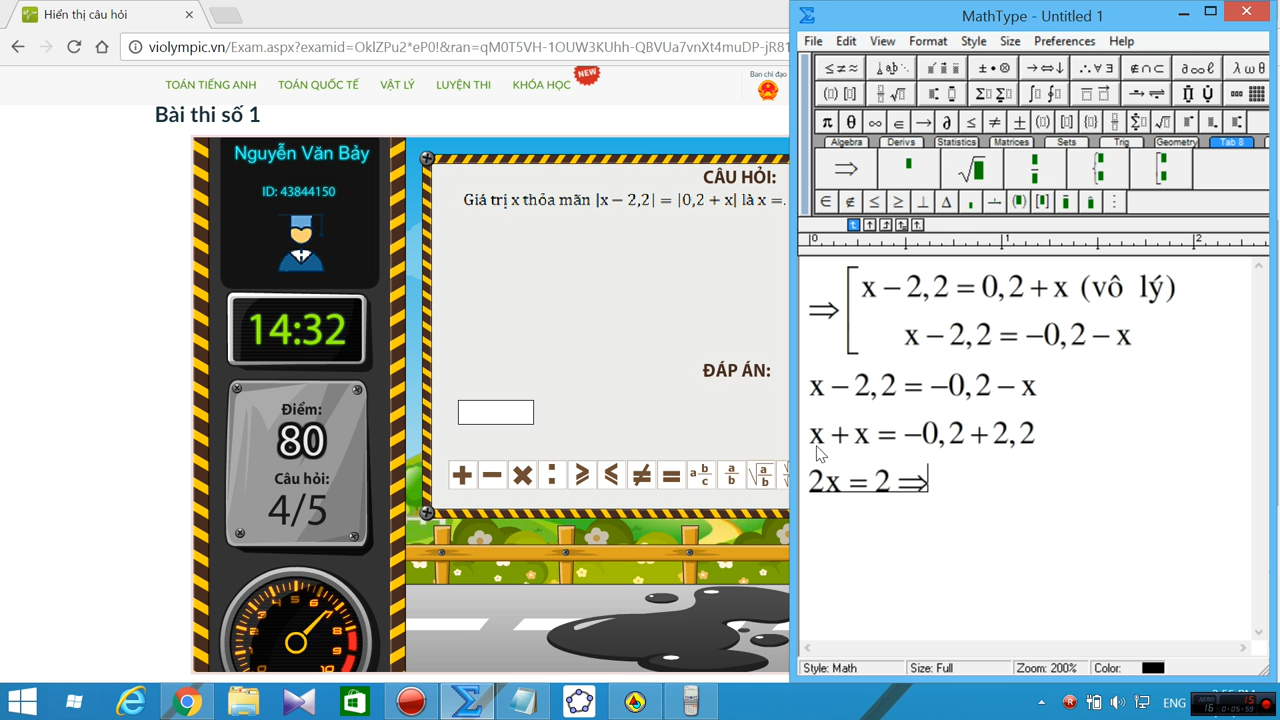 Hiển thị câu hỏi
violympic.vn/Exam.aspx?examid=OklZPu2*eP0!&ran=qM0T5VH-1OUW3KUhh-QBVUa7vnXt4muDP-jR81
TOÁN TIẾNG ANH TOÁN QUỐC TẾ VẬT LÝ LUYỆN THI KHÓA HỌC NEW
Ban chỉ đạo
Bài thi số 1
Nguyễn Văn Bảy
ID: 43844150
14:32
Điểm:
80
Câu hỏi:
4/5
CÂU HỎI:
Giá trị x thỏa mãn |x − 2,2| = |0,2 + x| là x =.
ĐÁP ÁN:
MathType - Untitled 1
File Edit View Format Style Size Preferences Help
Algebra Derivs Statistics Matrices Sets Trig Geometry Tab 8
0 1 2
⇒ [ x − 2,2 = 0,2 + x (vô lý)
x − 2,2 = −0,2 − x
x − 2,2 = −0,2 − x
x + x = −0,2 + 2,2
2x = 2 ⇒
Style: Math Size: Full Zoom: 200% Color:
ENG